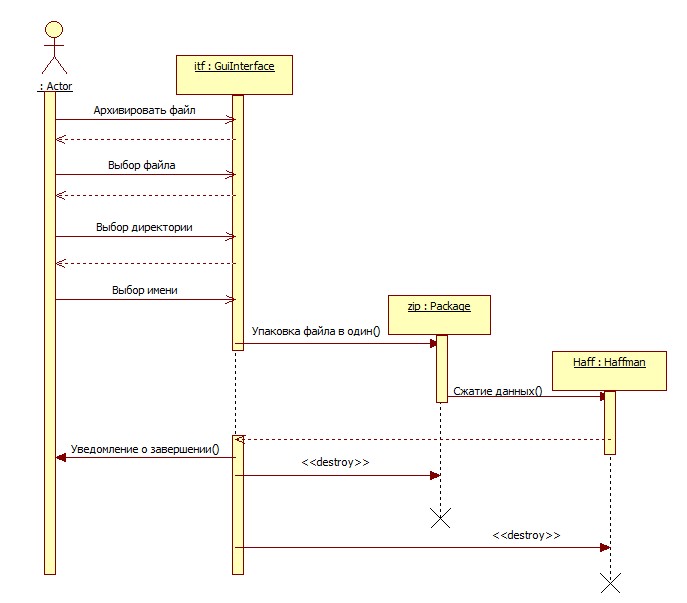 itf : GuiInterface
: Actor
Архивировать файл
Выбор файла
Выбор директории
Выбор имени
zip : Package
Упаковка файла в один()
Haff : Haffman
Сжатие данных()
Уведомление о завершении()
<<destroy>>
<<destroy>>